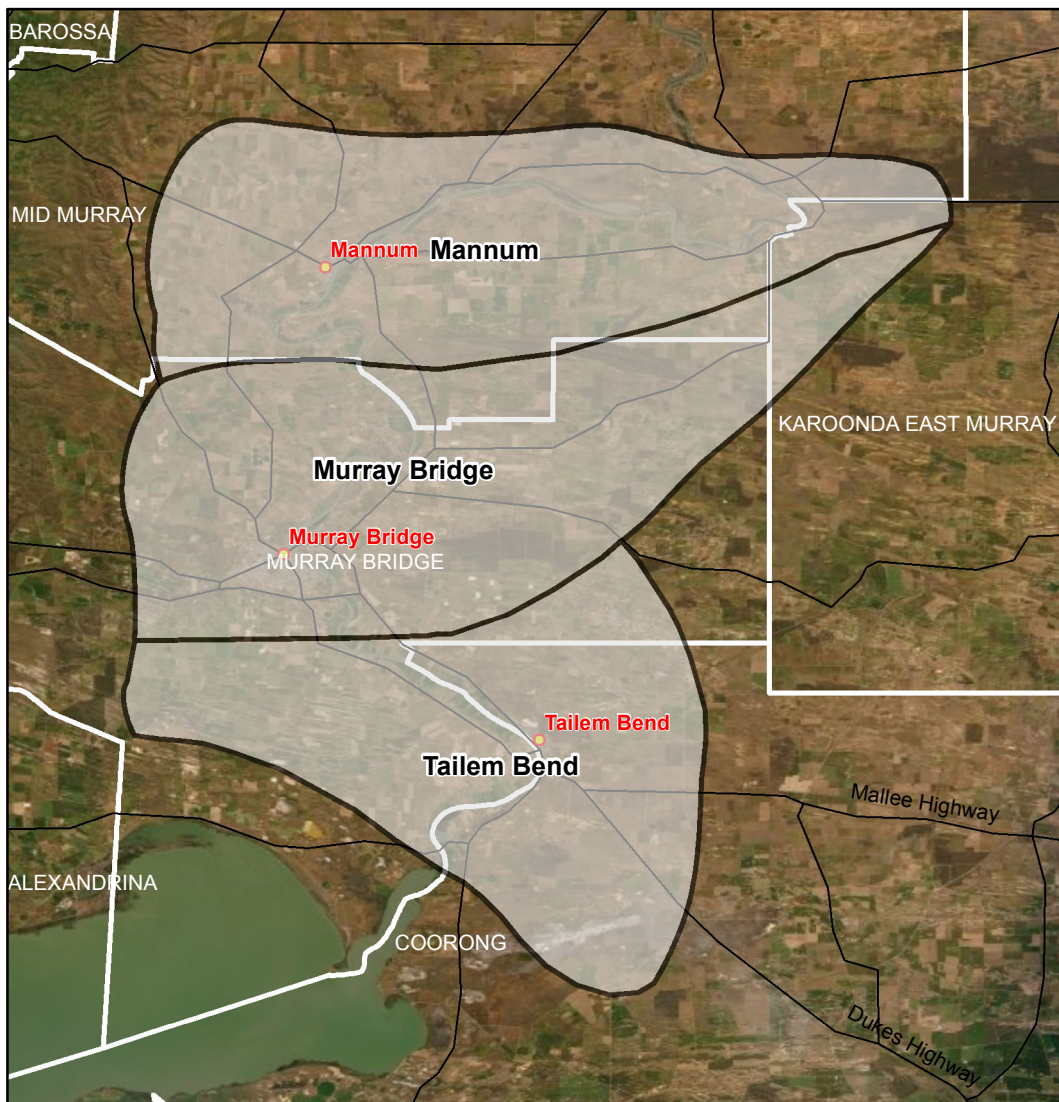 BAROSSA
MID MURRAY
Mannum
Mannum
KAROONDA EAST MURRAY
Murray Bridge
Murray Bridge
MURRAY BRIDGE
Tailem Bend
Tailem Bend
Mallee Highway
ALEXANDRINA
COORONG
Dukes Highway